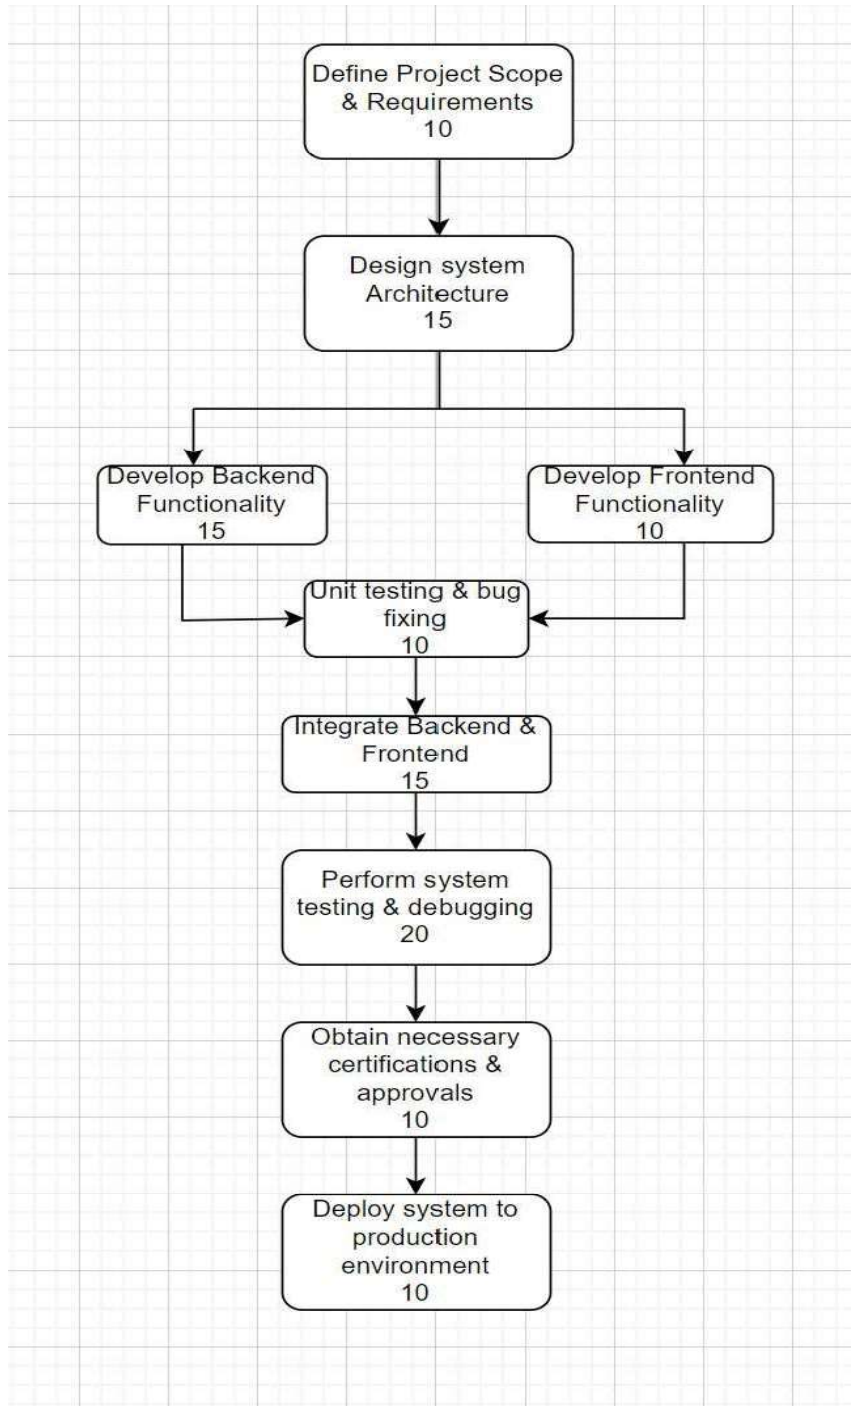 Define Project Scope
& Requirements
10
Design system
Architecture
15
Develop Backend
Functionality
15
Develop Frontend
Functionality
10
Unit testing & bug
fixing
10
Integrate Backend &
Frontend
15
Perform system
testing & debugging
20
Obtain necessary
certifications &
approvals
10
Deploy system to
production
environment
10